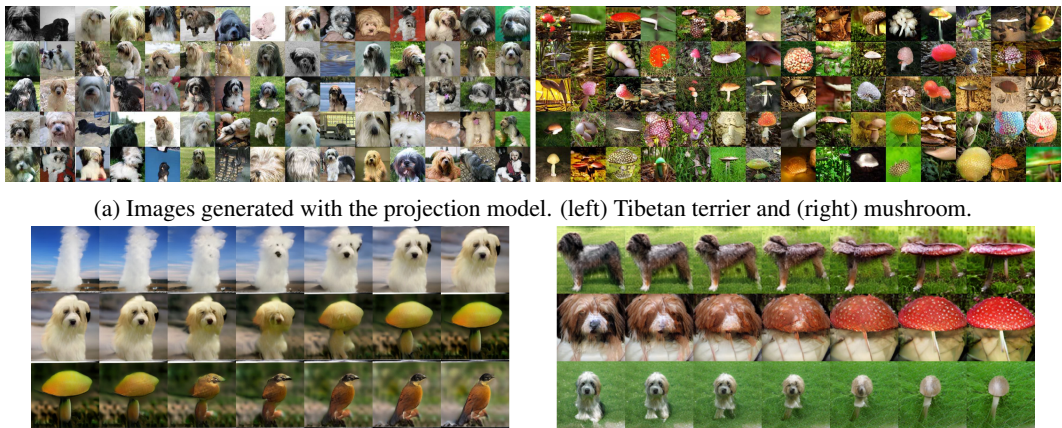 (a) Images generated with the projection model. (left) Tibetan terrier and (right) mushroom.